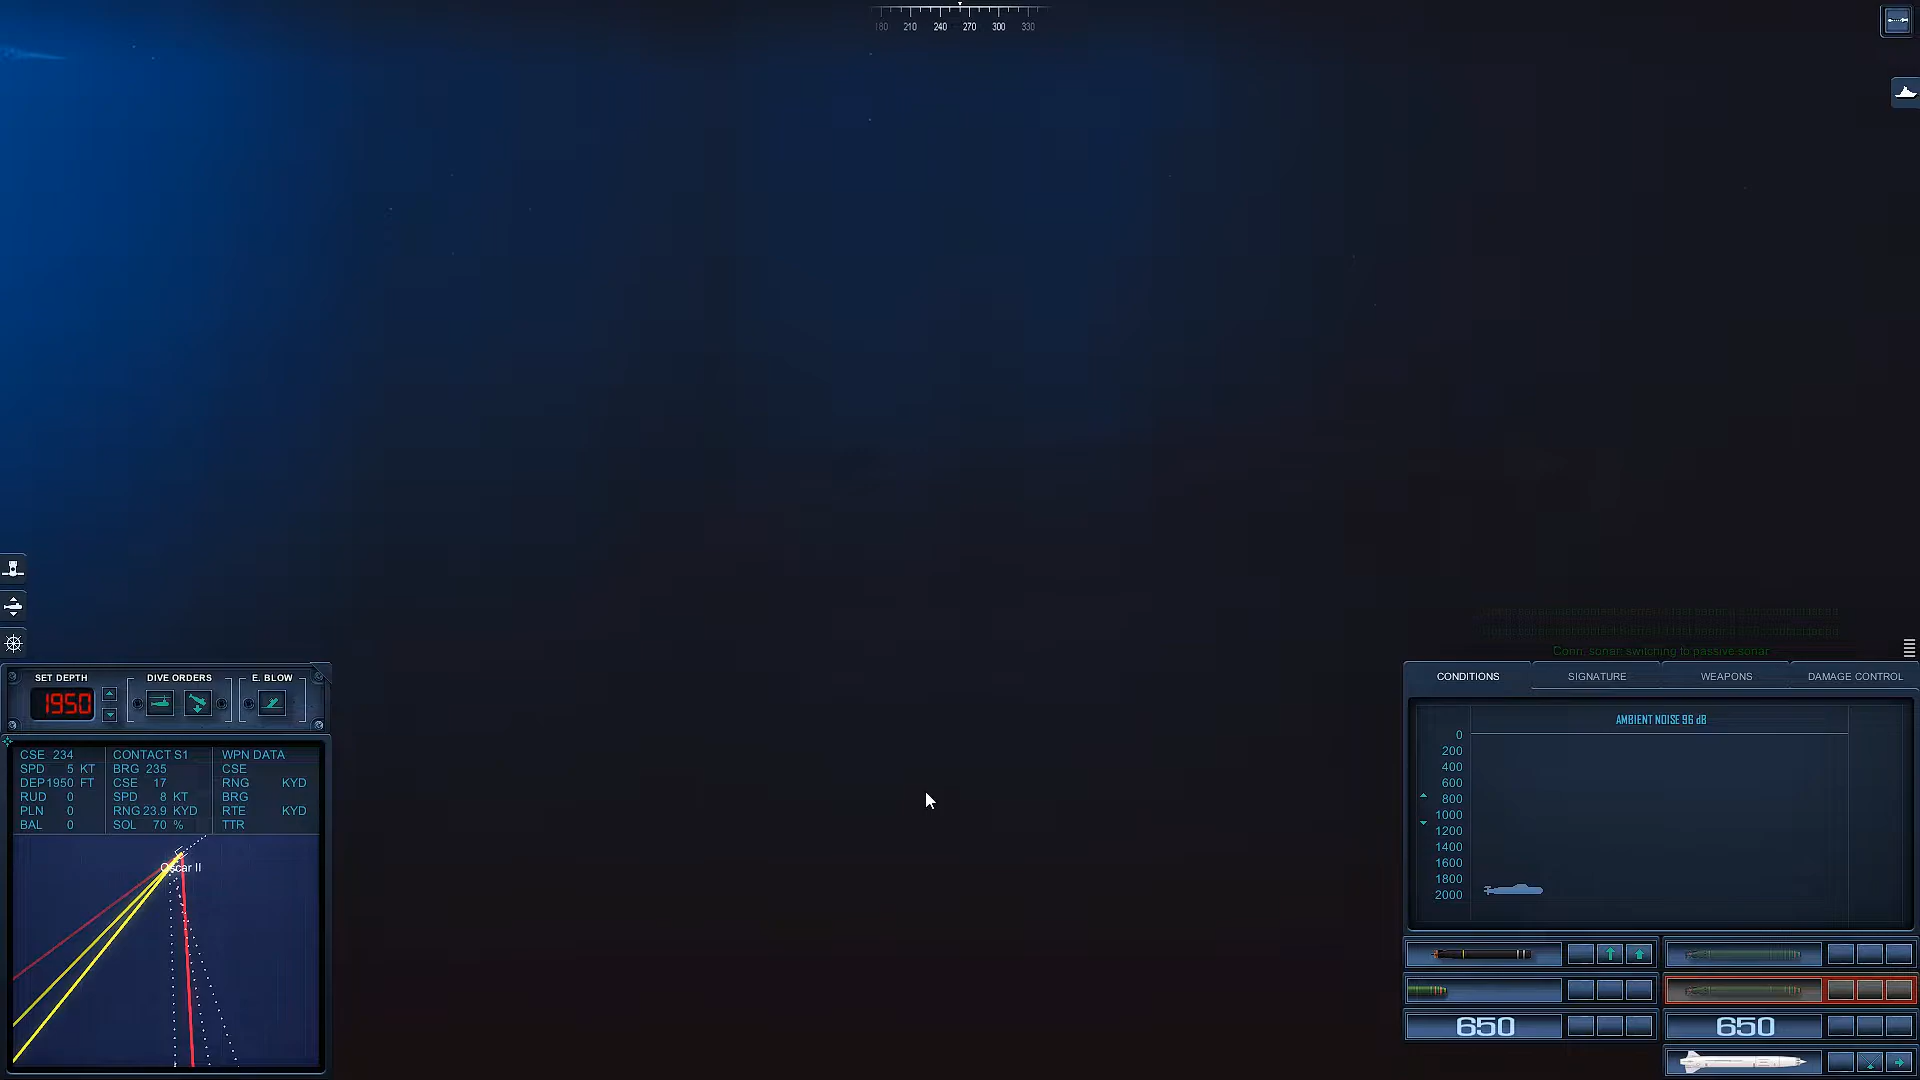 180 210 240 270 300 330
Conn, sonar, switching to passive sonar
SET DEPTH DIVE ORDERS E. BLOW
1950
CSE 234 CONTACT S1 WPN DATA
SPD 5 KT BRG 235 CSE
DEP 1950 FT CSE 17 RNG KYD
RUD 0 SPD 8 KT BRG
PLN 0 RNG 23.9 KYD RTE KYD
BAL 0 SOL 70 % TTR
Oscar II
CONDITIONS SIGNATURE WEAPONS DAMAGE CONTROL
AMBIENT NOISE 96 dB
0
200
400
600
800
1000
1200
1400
1600
1800
2000
650 650